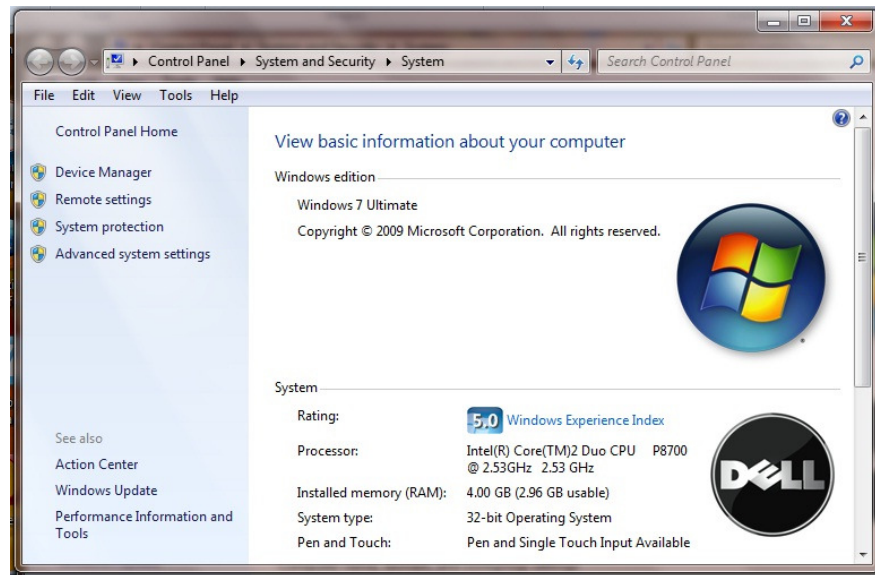 Control Panel ▸ System and Security ▸ System
Search Control Panel
File Edit View Tools Help
Control Panel Home
Device Manager
Remote settings
System protection
Advanced system settings
See also
Action Center
Windows Update
Performance Information and
Tools
View basic information about your computer
Windows edition
Windows 7 Ultimate
Copyright © 2009 Microsoft Corporation. All rights reserved.
System
Rating: 5.0 Windows Experience Index
Processor: Intel(R) Core(TM)2 Duo CPU P8700
@ 2.53GHz 2.53 GHz
Installed memory (RAM): 4.00 GB (2.96 GB usable)
System type: 32-bit Operating System
Pen and Touch: Pen and Single Touch Input Available
DELL